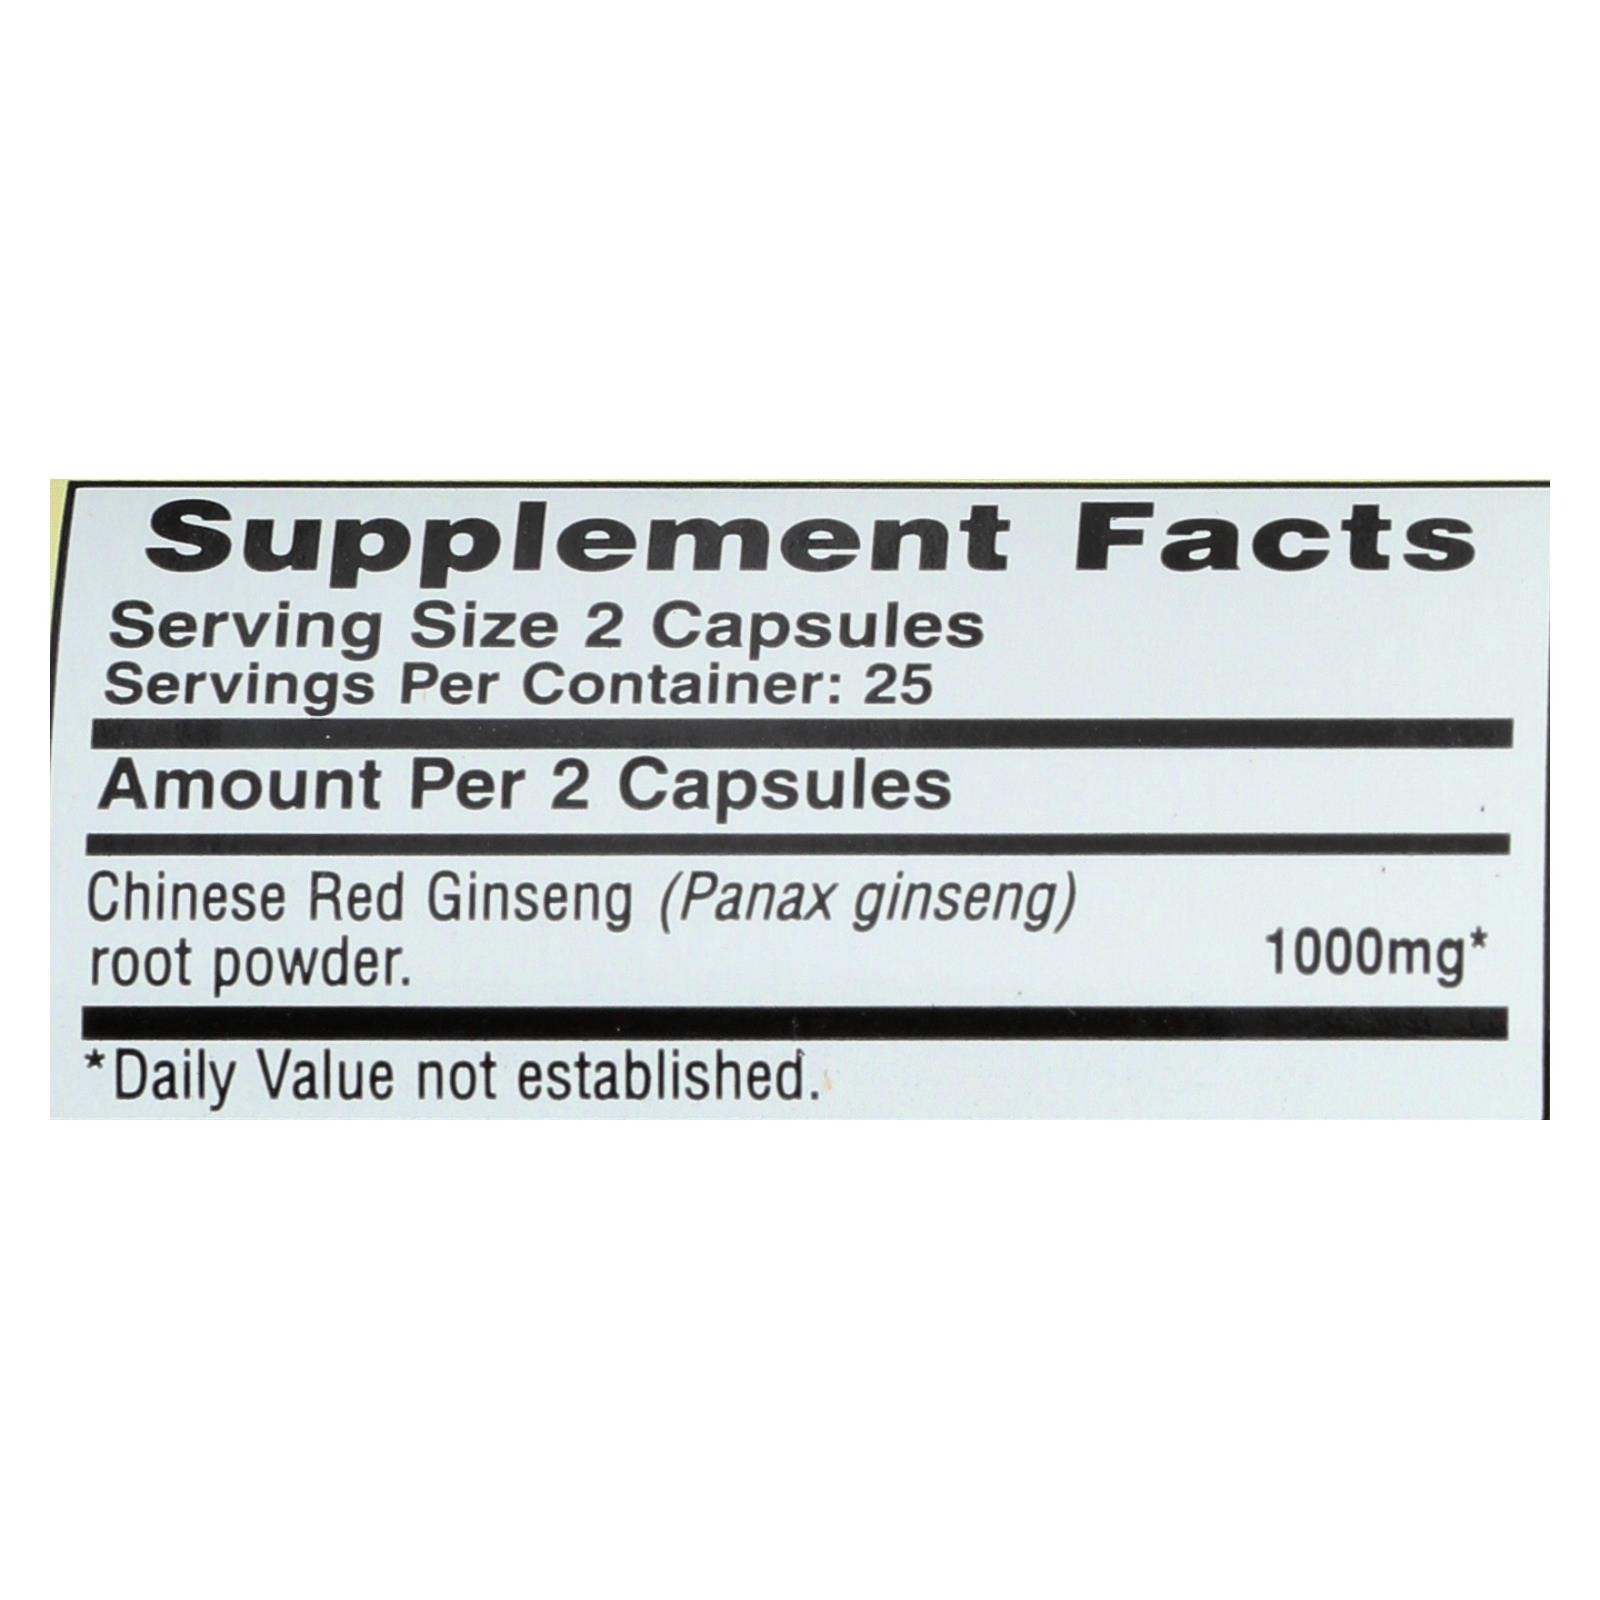 Supplement Facts
Serving Size 2 Capsules
Servings Per Container: 25
Amount Per 2 Capsules
Chinese Red Ginseng (Panax ginseng)
root powder. 1000mg*
*Daily Value not established.